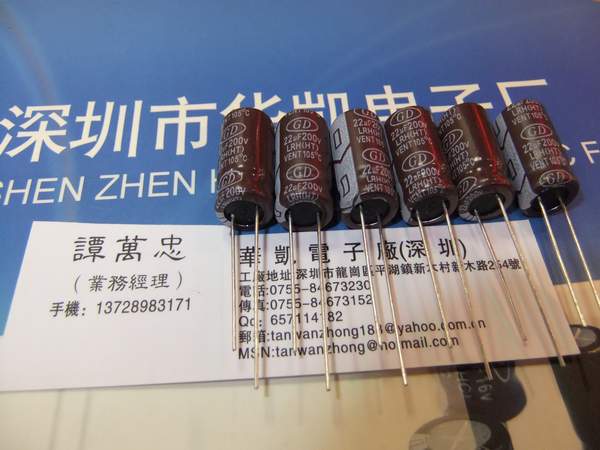 深圳市华凯电子厂
SHEN ZHEN H
C F
GD
22uF200v
LRH(HT)
VENT105℃
譚萬忠
(業務經理)
手機：13728983171
華凱電子廠(深圳)
工廠地址:深圳市龍崗區平湖鎮新木村新木路254號
電話:0755-84673230
傳真:0755-84673152
Qq: 657114182
郵箱:tanwanzhong188@yahoo.com.cn
MSN:tanwanzhong@hotmail.com
16V